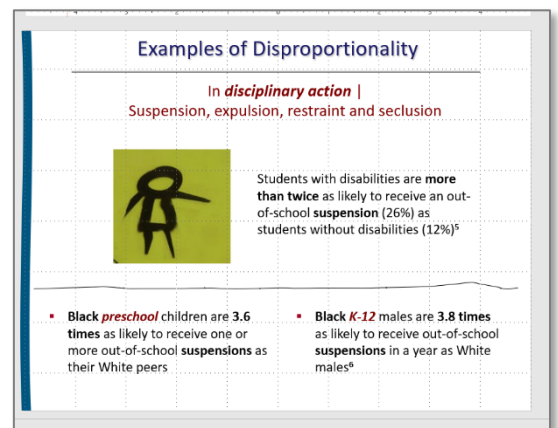 Examples of Disproportionality
In disciplinary action |
Suspension, expulsion, restraint and seclusion
Students with disabilities are more
than twice as likely to receive an out-
of-school suspension (26%) as
students without disabilities (12%)⁵
▪ Black preschool children are 3.6
times as likely to receive one or
more out-of-school suspensions as
their White peers
▪ Black K-12 males are 3.8 times
as likely to receive out-of-school
suspensions in a year as White
males⁶